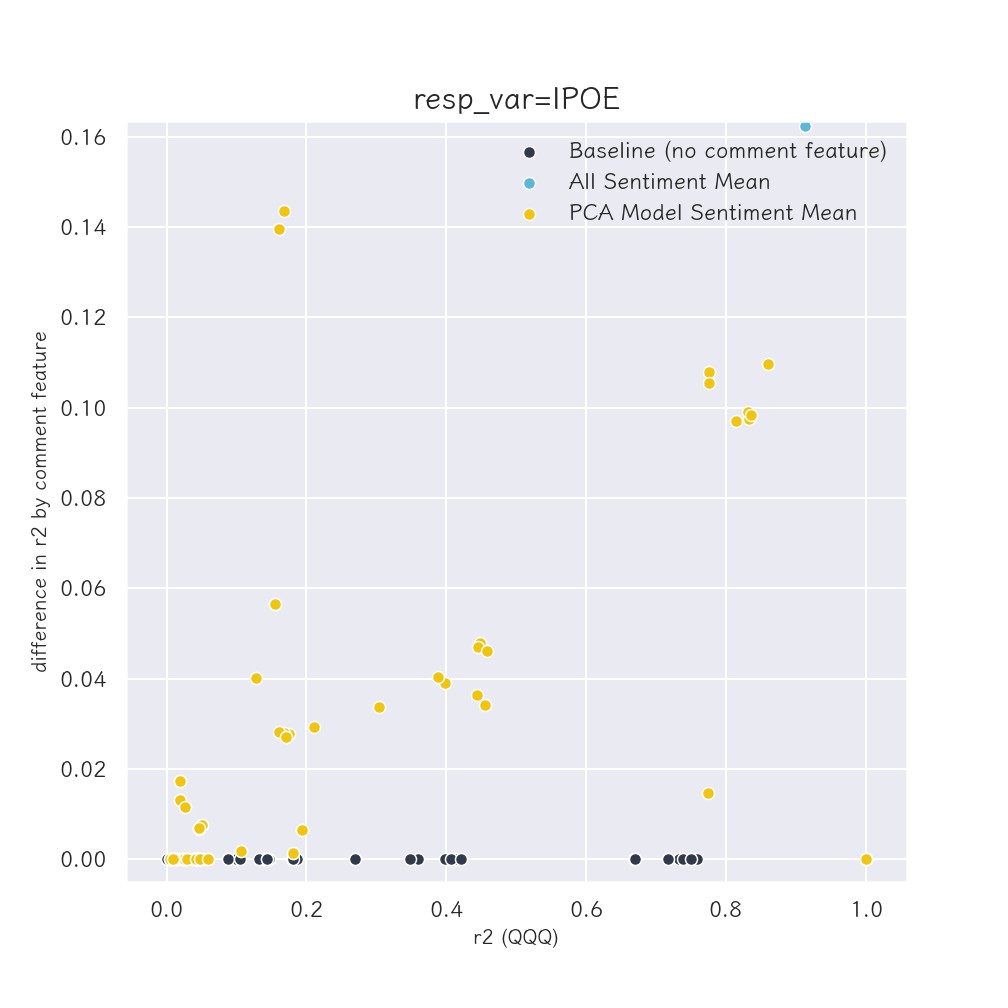 resp_var=IPOE
Baseline (no comment feature)
All Sentiment Mean
PCA Model Sentiment Mean
difference in r2 by comment feature
0.16
0.14
0.12
0.10
0.08
0.06
0.04
0.02
0.00
0.0 0.2 0.4 0.6 0.8 1.0
r2 (QQQ)